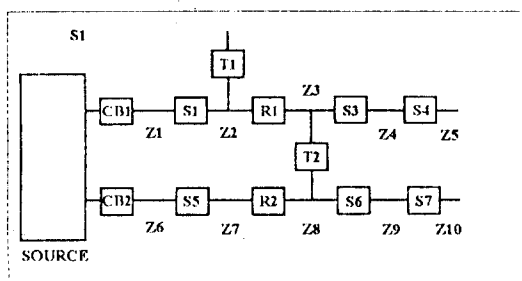 S1
T1
Z3
CB1 S1 R1 S3 S4
Z1 Z2 Z4 Z5
T2
CB2 S5 R2 S6 S7
Z6 Z7 Z8 Z9 Z10
SOURCE